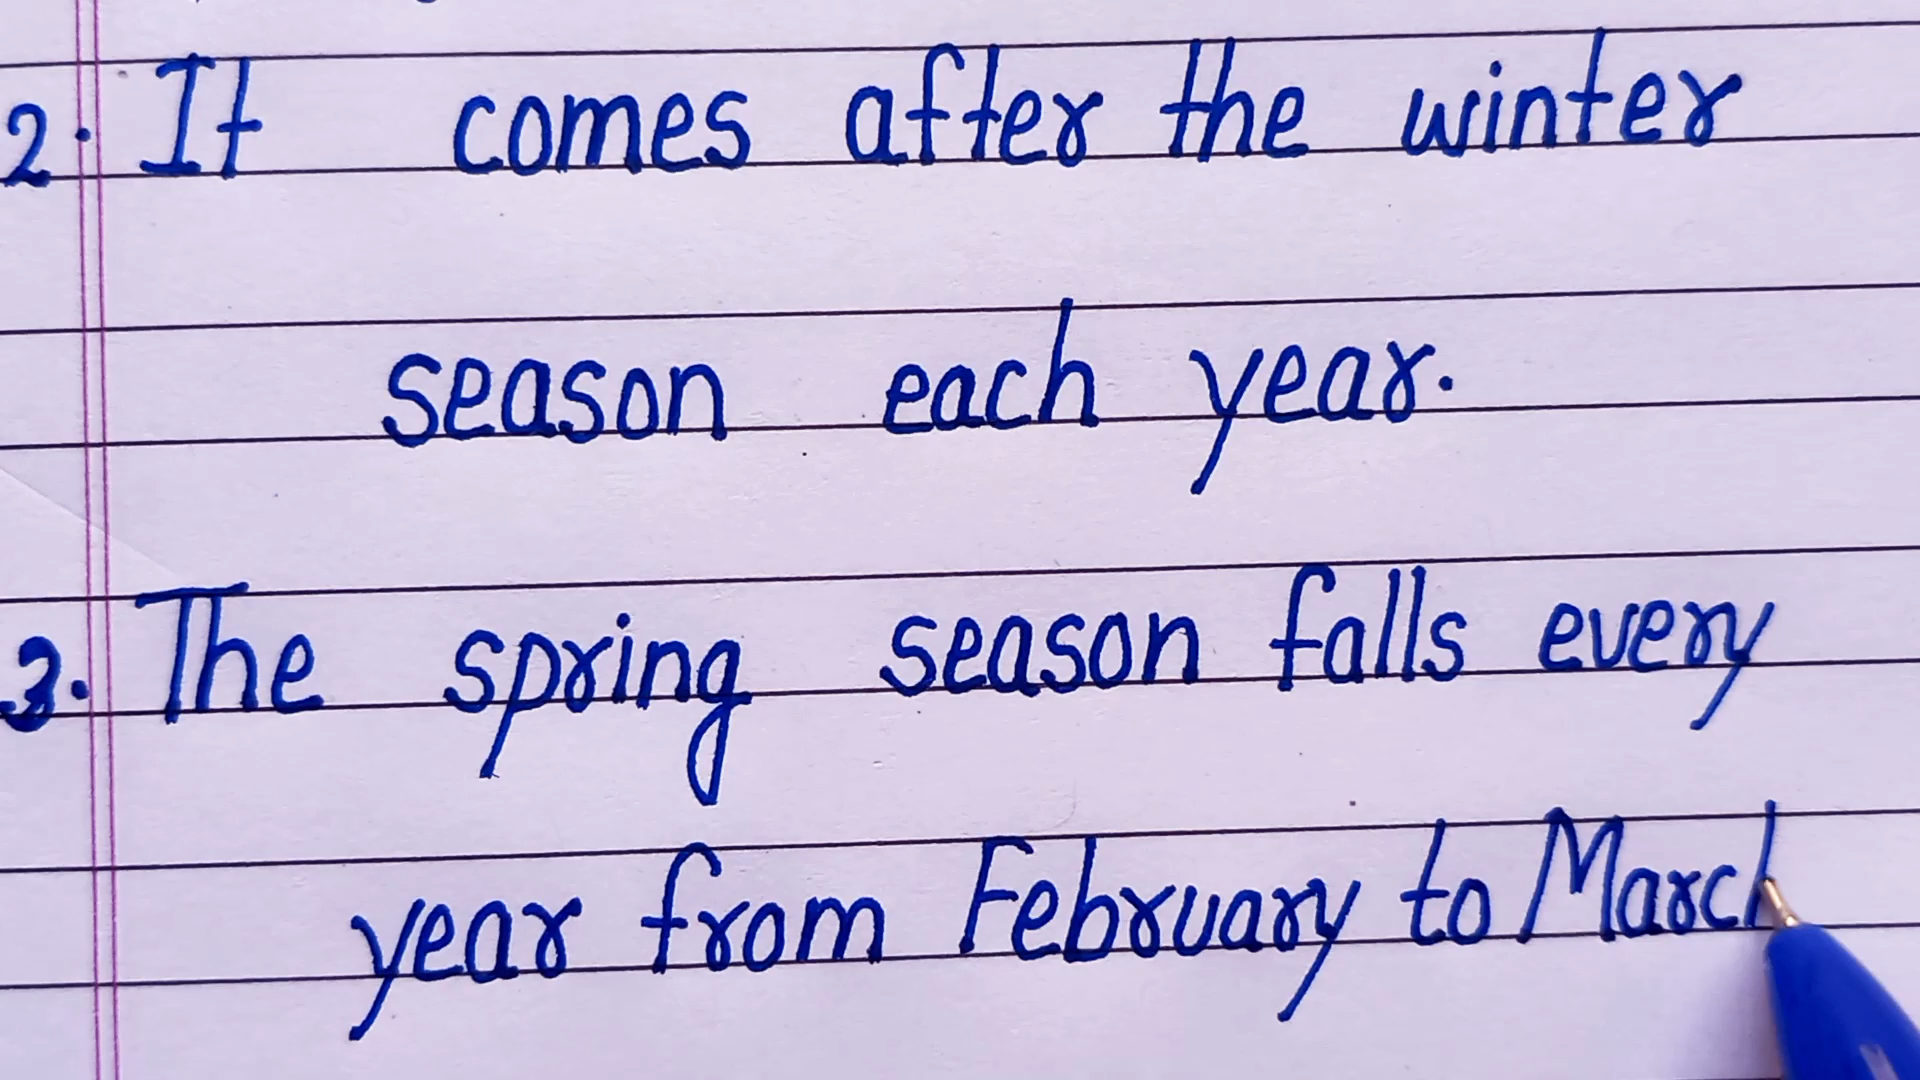 2. It comes after the winter
season each year.
3. The spring season falls every
year from February to March